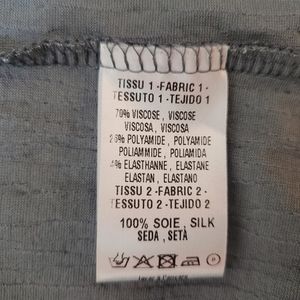 TISSU 1 -FABRIC 1 -
TESSUTO 1 -TEJIDO 1
70% VISCOSE , VISCOSE
VISCOSA , VISCOSA
26% POLYAMIDE , POLYAMIDE
POLIAMMIDE , POLIAMIDA
4% ELASTHANNE , ELASTANE
ELASTAN , ELASTANO
TISSU 2 -FABRIC 2 -
TESSUTO 2 -TEJIDO 2
100% SOIE , SILK
SEDA , SETA